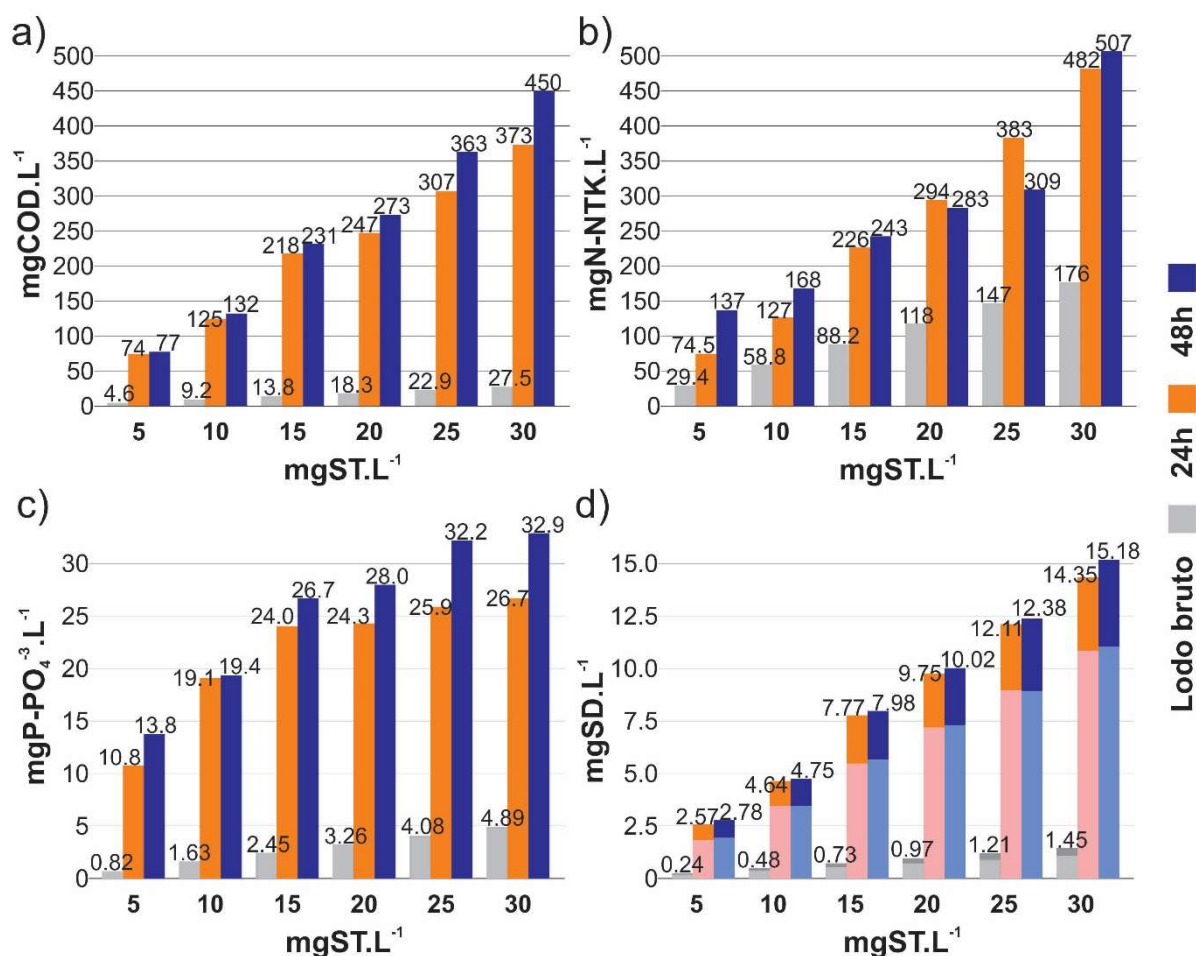 a)
500
450
400
350
300
250
200
150
100
50
0
mgCOD.L⁻¹
4.6 74 77
9.2 125 132
13.8 218 231
18.3 247 273
22.9 307 363
27.5 373 450
5 10 15 20 25 30
mgST.L⁻¹
b)
500
450
400
350
300
250
200
150
100
50
0
mgN-NTK.L⁻¹
29.4 74.5 137
58.8 127 168
88.2 226 243
118 294 283
147 383 309
176 482 507
5 10 15 20 25 30
mgST.L⁻¹
c)
30
25
20
15
10
5
0
mgP-PO₄⁻³.L⁻¹
0.82 10.8 13.8
1.63 19.1 19.4
2.45 24.0 26.7
3.26 24.3 28.0
4.08 25.9 32.2
4.89 26.7 32.9
5 10 15 20 25 30
mgST.L⁻¹
d)
15.0
12.5
10.0
7.5
5.0
2.5
0
mgSD.L⁻¹
0.24 2.57 2.78
0.48 4.64 4.75
0.73 7.77 7.98
0.97 9.75 10.02
1.21 12.11 12.38
1.45 14.35 15.18
5 10 15 20 25 30
mgST.L⁻¹
Lodo bruto
24h
48h